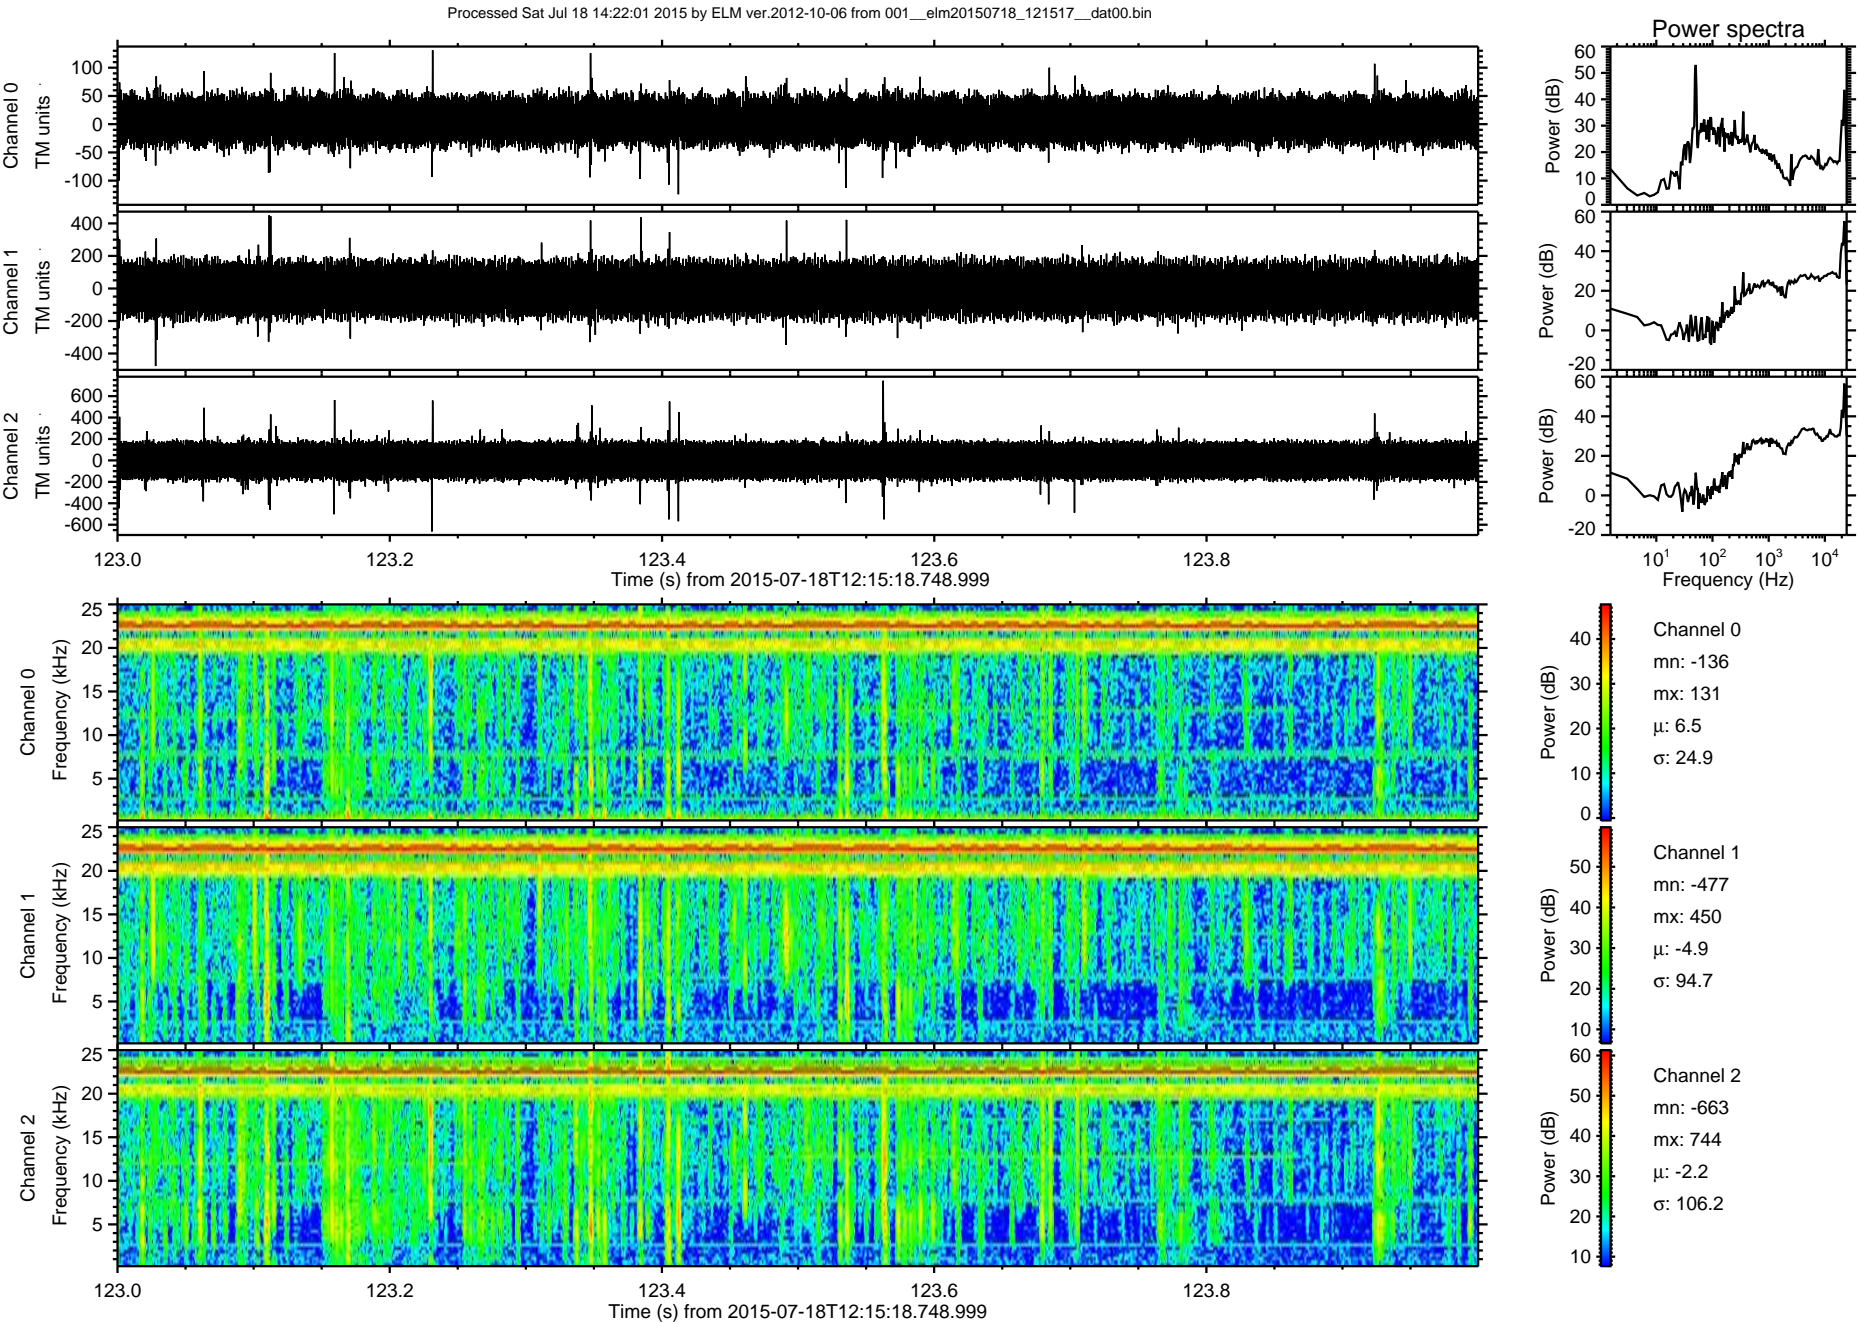 Processed Sat Jul 18 14:22:01 2015 by ELM ver.2012-10-06 from 001__elm20150718_121517__dat00.bin
Power spectra
Channel 0
TM units
100
50
0
-50
-100
Power (dB)
60
50
40
30
20
10
0
Channel 1
TM units
400
200
0
-200
-400
Power (dB)
60
40
20
0
-20
Channel 2
TM units
600
400
200
0
-200
-400
-600
Power (dB)
60
40
20
0
-20
123.0 123.2 123.4 123.6 123.8
Time (s) from 2015-07-18T12:15:18.748.999
10¹ 10² 10³ 10⁴
Frequency (Hz)
Channel 0
Frequency (kHz)
25
20
15
10
5
Power (dB)
40
30
20
10
0
Channel 0
mn: -136
mx: 131
μ: 6.5
σ: 24.9
Channel 1
Frequency (kHz)
25
20
15
10
5
Power (dB)
50
40
30
20
10
Channel 1
mn: -477
mx: 450
μ: -4.9
σ: 94.7
Channel 2
Frequency (kHz)
25
20
15
10
5
Power (dB)
60
50
40
30
20
10
Channel 2
mn: -663
mx: 744
μ: -2.2
σ: 106.2
123.0 123.2 123.4 123.6 123.8
Time (s) from 2015-07-18T12:15:18.748.999